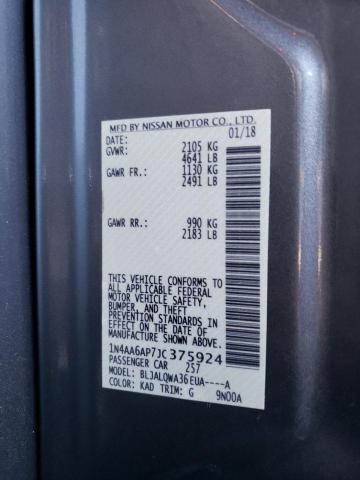 MFD BY NISSAN MOTOR CO., LTD.
01/18
GVWR: 2105 KG
4641 LB
GAWR FR.: 1130 KG
2491 LB
GAWR RR.: 990 KG
2183 LB
THIS VEHICLE CONFORMS TO
ALL APPLICABLE FEDERAL
MOTOR VEHICLE SAFETY,
BUMPER, AND THEFT
PREVENTION STANDARDS IN
EFFECT ON THE DATE OF
MANUFACTURE SHOWN ABOVE.
1N4AA6AP7JC375924
PASSENGER CAR 257
MODEL: BLJALQWA36EUA----A
COLOR: KAD TRIM: G 9N00A